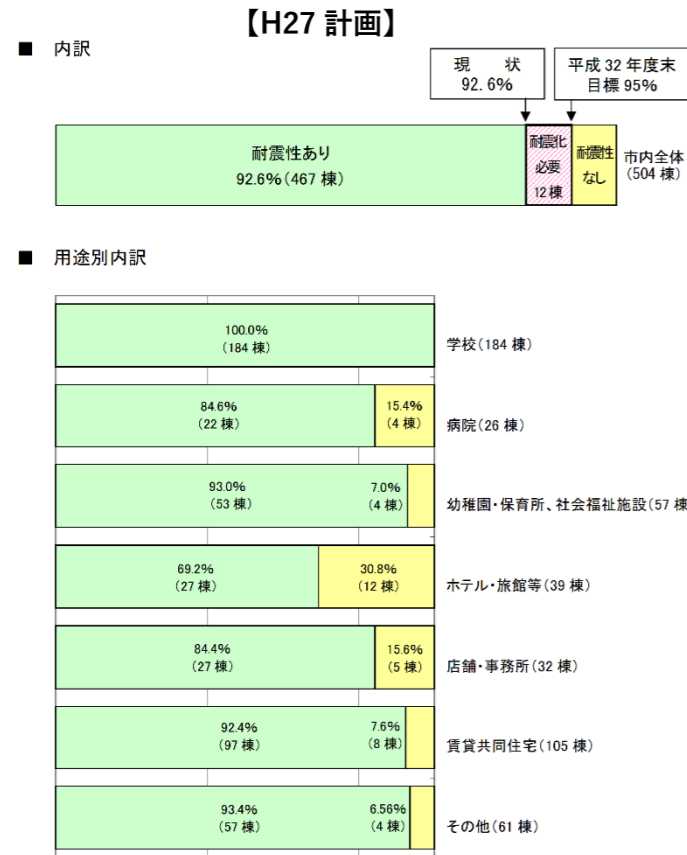 【H27 計画】
■ 内訳
現 状
92.6%
平成 32 年度末
目標 95%
耐震性あり
92.6%(467 棟)
耐震化
必要
12 棟
耐震性
なし
市内全体
(504 棟)
■ 用途別内訳
100.0%
(184 棟)
学校(184 棟)
84.6%
(22 棟)
15.4%
(4 棟)
病院(26 棟)
93.0%
(53 棟)
7.0%
(4 棟)
幼稚園・保育所、社会福祉施設(57 棟
69.2%
(27 棟)
30.8%
(12 棟)
ホテル・旅館等(39 棟)
84.4%
(27 棟)
15.6%
(5 棟)
店舗・事務所(32 棟)
92.4%
(97 棟)
7.6%
(8 棟)
賃貸共同住宅(105 棟)
93.4%
(57 棟)
6.56%
(4 棟)
その他(61 棟)